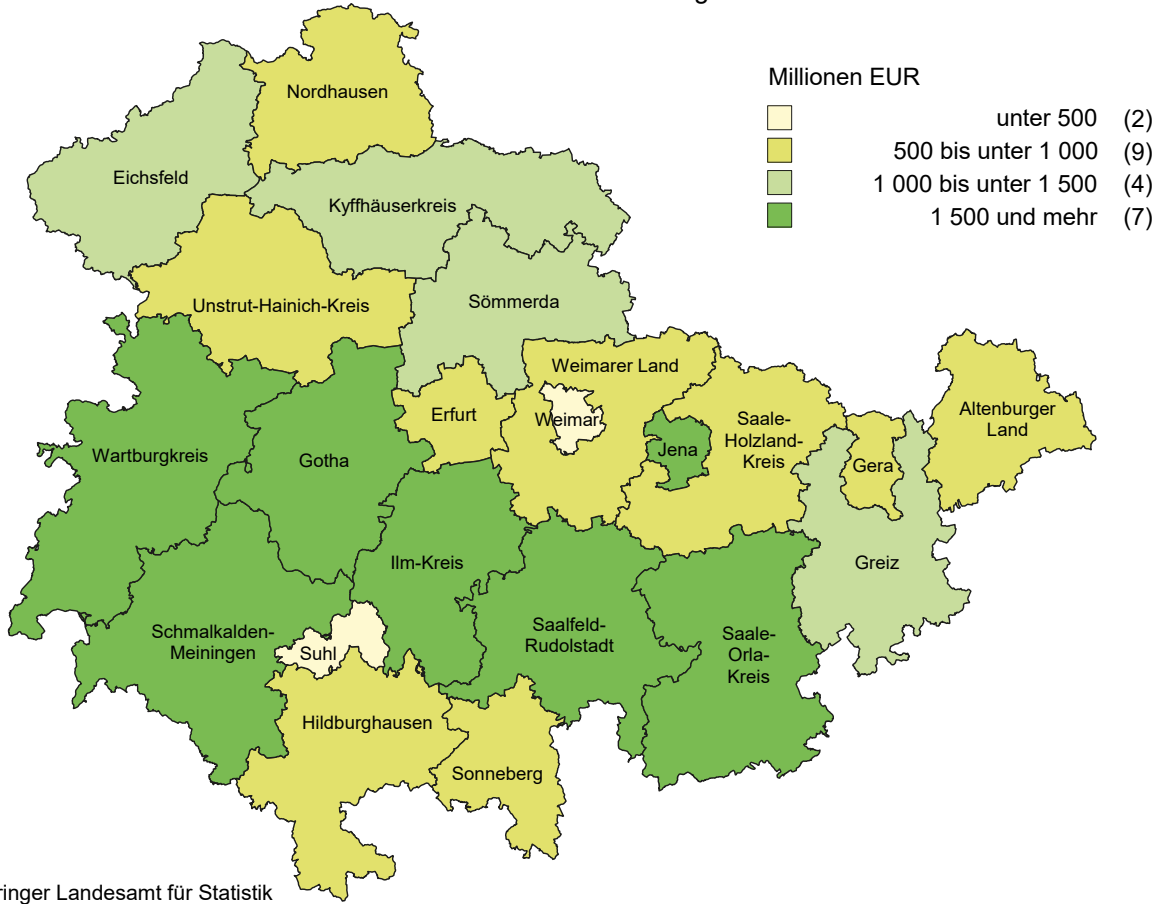 Millionen EUR
unter 500 (2)
500 bis unter 1 000 (9)
1 000 bis unter 1 500 (4)
1 500 und mehr (7)
Nordhausen
Eichsfeld
Kyffhäuserkreis
Unstrut-Hainich-Kreis
Sömmerda
Weimarer Land
Erfurt
Weimar
Jena
Saale-
Holzland-
Kreis
Gera
Altenburger
Land
Wartburgkreis
Gotha
Ilm-Kreis
Greiz
Schmalkalden-
Meiningen
Suhl
Saalfeld-
Rudolstadt
Saale-
Orla-
Kreis
Hildburghausen
Sonneberg
ringer Landesamt für Statistik